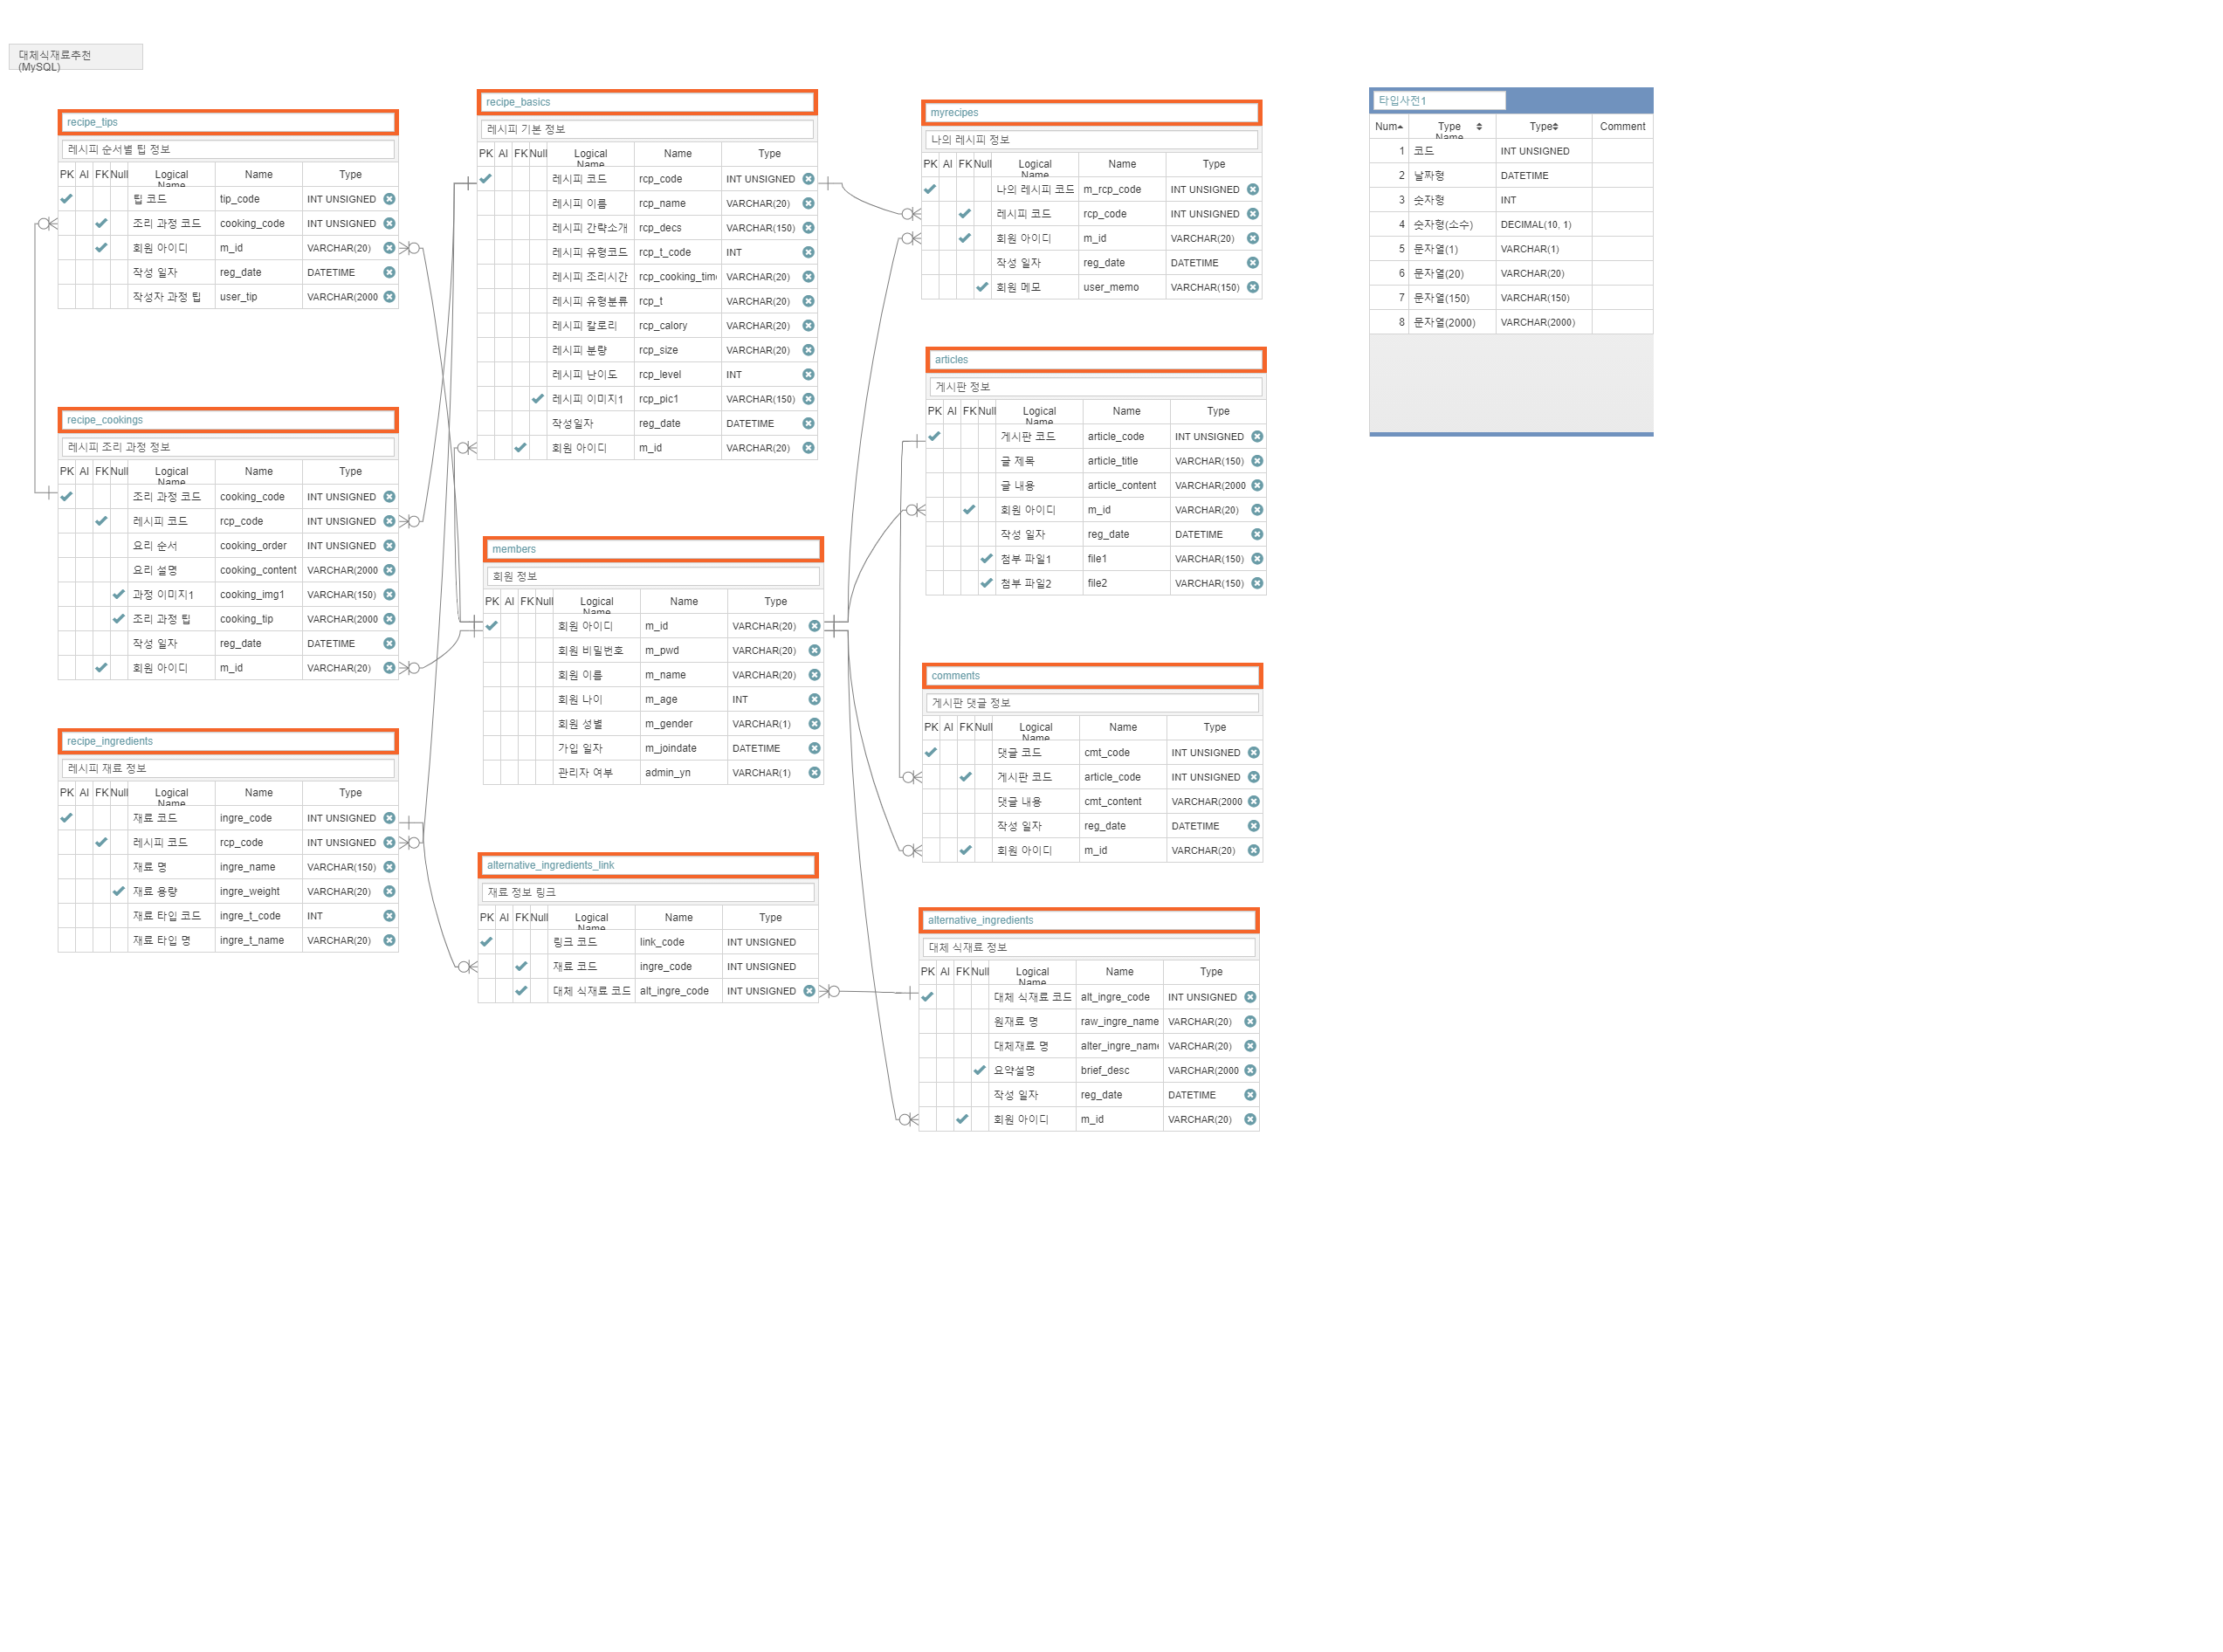 대체식재료추천
(MySQL)
recipe_tips
레시피 순서별 팁 정보
PK AI FK Null Logical Name Name Type
팁 코드 tip_code INT UNSIGNED
조리 과정 코드 cooking_code INT UNSIGNED
회원 아이디 m_id VARCHAR(20)
작성 일자 reg_date DATETIME
작성자 과정 팁 user_tip VARCHAR(2000
recipe_cookings
레시피 조리 과정 정보
PK AI FK Null Logical Name Name Type
조리 과정 코드 cooking_code INT UNSIGNED
레시피 코드 rcp_code INT UNSIGNED
요리 순서 cooking_order INT UNSIGNED
요리 설명 cooking_content VARCHAR(2000
과정 이미지1 cooking_img1 VARCHAR(150)
조리 과정 팁 cooking_tip VARCHAR(2000
작성 일자 reg_date DATETIME
회원 아이디 m_id VARCHAR(20)
recipe_ingredients
레시피 재료 정보
PK AI FK Null Logical Name Name Type
재료 코드 ingre_code INT UNSIGNED
레시피 코드 rcp_code INT UNSIGNED
재료 명 ingre_name VARCHAR(150)
재료 용량 ingre_weight VARCHAR(20)
재료 타입 코드 ingre_t_code INT
재료 타입 명 ingre_t_name VARCHAR(20)
recipe_basics
레시피 기본 정보
PK AI FK Null Logical Name Name Type
레시피 코드 rcp_code INT UNSIGNED
레시피 이름 rcp_name VARCHAR(20)
레시피 간략소개 rcp_decs VARCHAR(150)
레시피 유형코드 rcp_t_code INT
레시피 조리시간 rcp_cooking_time VARCHAR(20)
레시피 유형분류 rcp_t VARCHAR(20)
레시피 칼로리 rcp_calory VARCHAR(20)
레시피 분량 rcp_size VARCHAR(20)
레시피 난이도 rcp_level INT
레시피 이미지1 rcp_pic1 VARCHAR(150)
작성일자 reg_date DATETIME
회원 아이디 m_id VARCHAR(20)
members
회원 정보
PK AI FK Null Logical Name Name Type
회원 아이디 m_id VARCHAR(20)
회원 비밀번호 m_pwd VARCHAR(20)
회원 이름 m_name VARCHAR(20)
회원 나이 m_age INT
회원 성별 m_gender VARCHAR(1)
가입 일자 m_joindate DATETIME
관리자 여부 admin_yn VARCHAR(1)
alternative_ingredients_link
재료 정보 링크
PK AI FK Null Logical Name Name Type
링크 코드 link_code INT UNSIGNED
재료 코드 ingre_code INT UNSIGNED
대체 식재료 코드 alt_ingre_code INT UNSIGNED
myrecipes
나의 레시피 정보
PK AI FK Null Logical Name Name Type
나의 레시피 코드 m_rcp_code INT UNSIGNED
레시피 코드 rcp_code INT UNSIGNED
회원 아이디 m_id VARCHAR(20)
작성 일자 reg_date DATETIME
회원 메모 user_memo VARCHAR(150)
articles
게시판 정보
PK AI FK Null Logical Name Name Type
게시판 코드 article_code INT UNSIGNED
글 제목 article_title VARCHAR(150)
글 내용 article_content VARCHAR(2000
회원 아이디 m_id VARCHAR(20)
작성 일자 reg_date DATETIME
첨부 파일1 file1 VARCHAR(150)
첨부 파일2 file2 VARCHAR(150)
comments
게시판 댓글 정보
PK AI FK Null Logical Name Name Type
댓글 코드 cmt_code INT UNSIGNED
게시판 코드 article_code INT UNSIGNED
댓글 내용 cmt_content VARCHAR(2000
작성 일자 reg_date DATETIME
회원 아이디 m_id VARCHAR(20)
alternative_ingredients
대체 식재료 정보
PK AI FK Null Logical Name Name Type
대체 식재료 코드 alt_ingre_code INT UNSIGNED
원재료 명 raw_ingre_name VARCHAR(20)
대체재료 명 alter_ingre_name VARCHAR(20)
요약설명 brief_desc VARCHAR(2000
작성 일자 reg_date DATETIME
회원 아이디 m_id VARCHAR(20)
타입사전1
Num Type Name Type Comment
1 코드 INT UNSIGNED
2 날짜형 DATETIME
3 숫자형 INT
4 숫자형(소수) DECIMAL(10, 1)
5 문자열(1) VARCHAR(1)
6 문자열(20) VARCHAR(20)
7 문자열(150) VARCHAR(150)
8 문자열(2000) VARCHAR(2000)